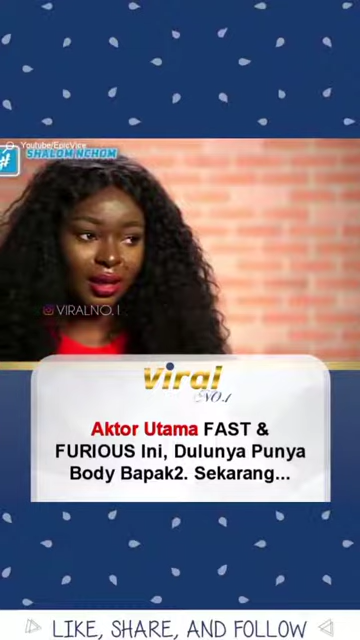 Youtube/EpicVice
# SHALOM NCHOM
VIRALNO.1
Viral
NO.1
Aktor Utama FAST &
FURIOUS Ini, Dulunya Punya
Body Bapak2. Sekarang...
LIKE, SHARE, AND FOLLOW